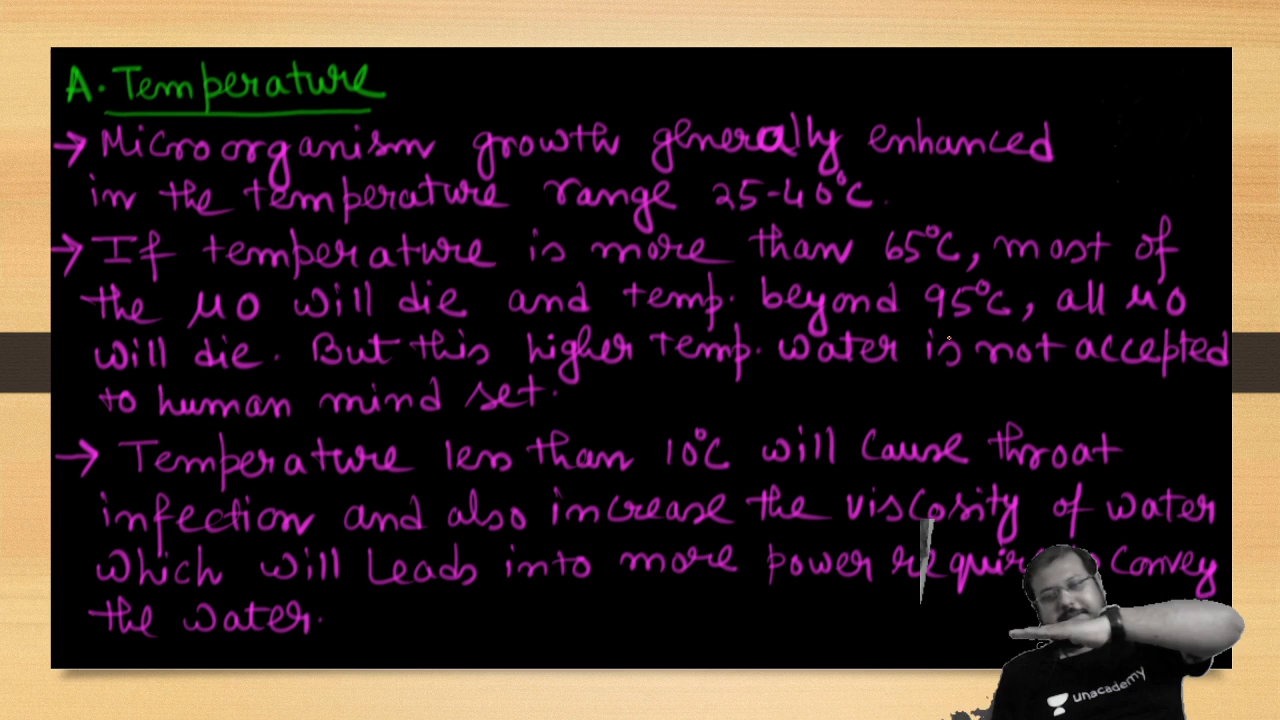 A. Temperature
→ Microorganism growth generally enhanced
in the temperature range 25-40°C.
→ If temperature is more than 65°C, most of
the μo will die and temp. beyond 95°C, all μo
will die. But this higher temp. water is not accepted
to human mind set.
→ Temperature less than 10°C will cause throat
infection and also increase the viscosity of water
which will Leads into more power convey
the water.
unacademy